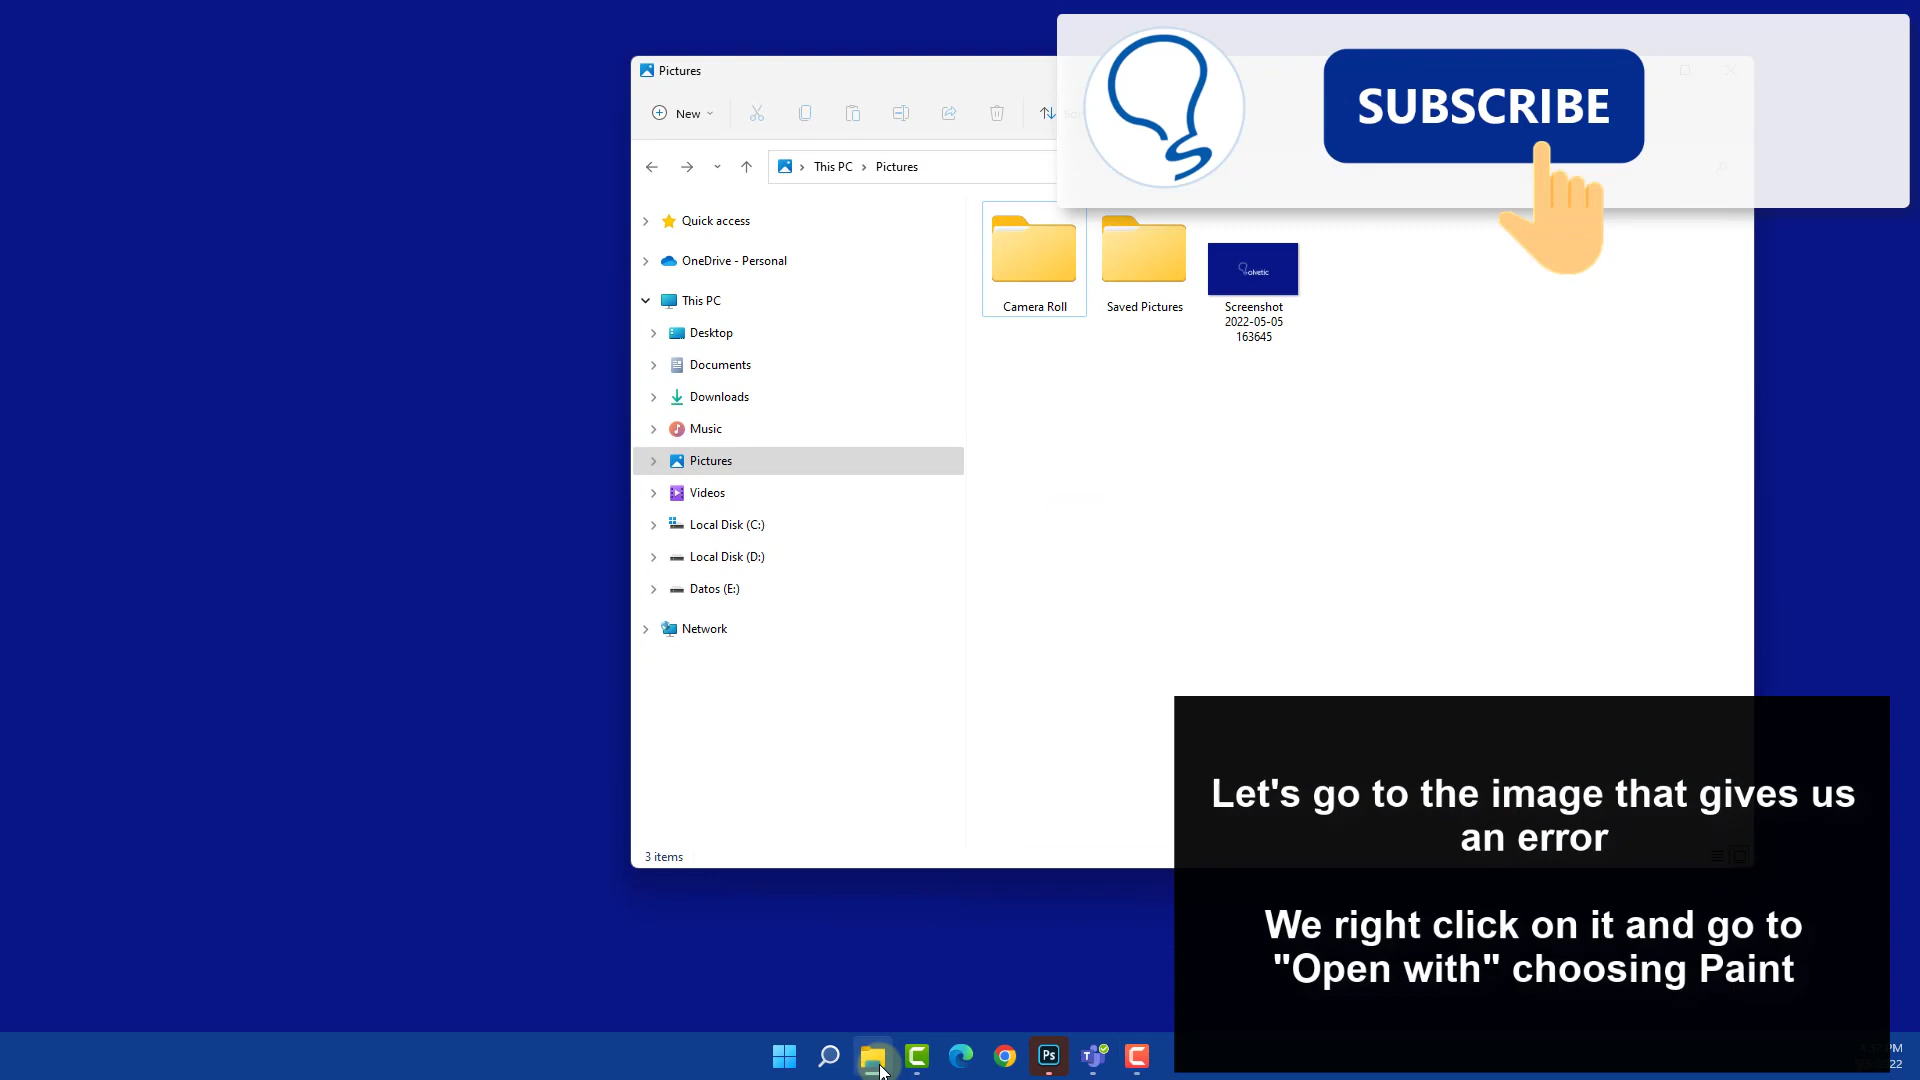 Pictures
New
SUBSCRIBE
This PC
Pictures
Quick access
OneDrive - Personal
This PC
Desktop
Documents
Downloads
Music
Pictures
Videos
Local Disk (C:)
Local Disk (D:)
Datos (E:)
Network
Camera Roll
Saved Pictures
olvetic
Screenshot
2022-05-05
163645
3 items
Let's go to the image that gives us
an error
We right click on it and go to
"Open with" choosing Paint
Ps
PM